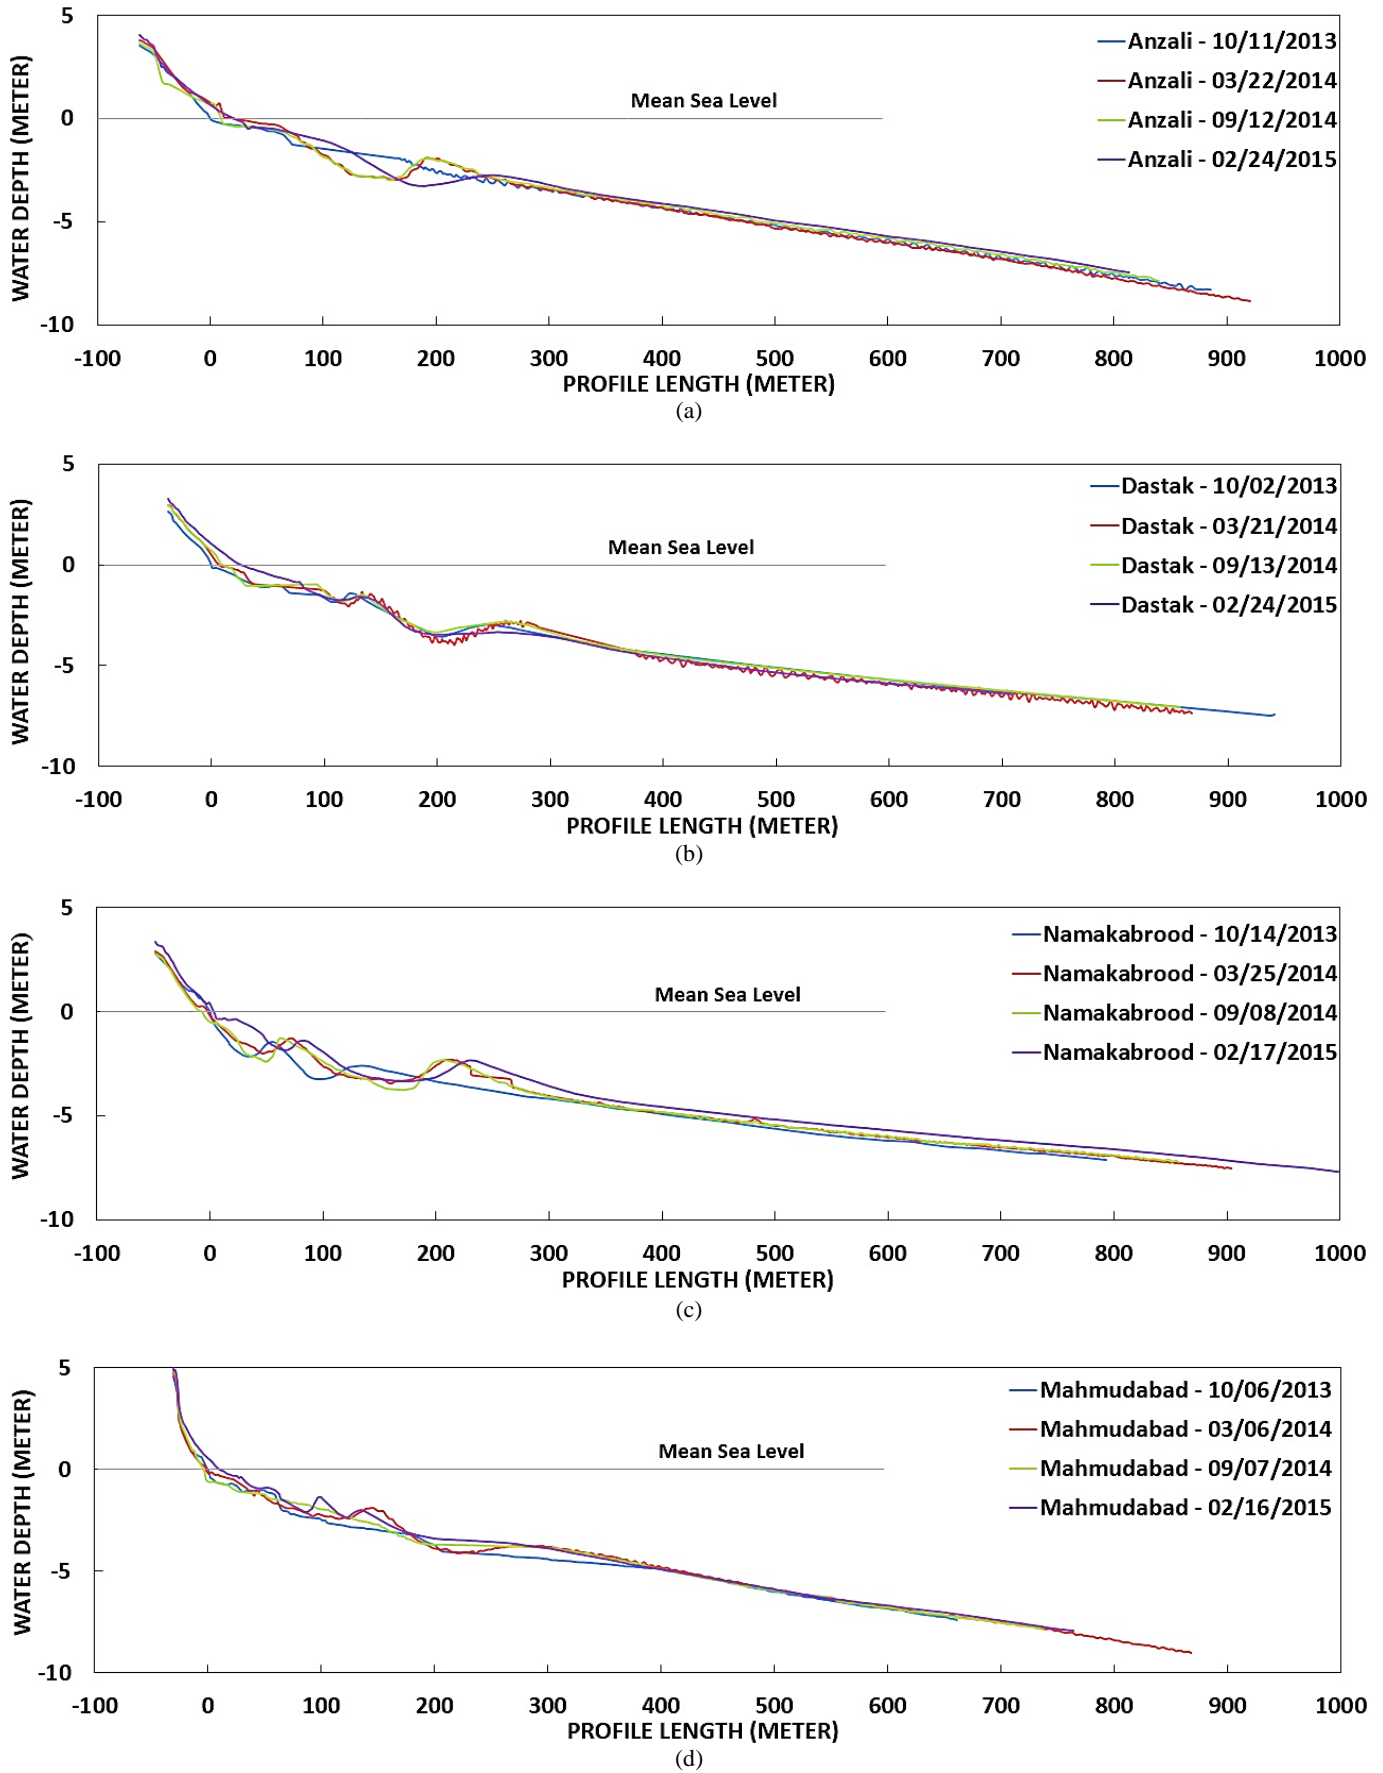 5
Anzali - 10/11/2013
Anzali - 03/22/2014
Anzali - 09/12/2014
Anzali - 02/24/2015
Mean Sea Level
0
-5
-10
WATER DEPTH (METER)
-100 0 100 200 300 400 500 600 700 800 900 1000
PROFILE LENGTH (METER)
(a)
5
Dastak - 10/02/2013
Dastak - 03/21/2014
Dastak - 09/13/2014
Dastak - 02/24/2015
Mean Sea Level
0
-5
-10
WATER DEPTH (METER)
-100 0 100 200 300 400 500 600 700 800 900 1000
PROFILE LENGTH (METER)
(b)
5
Namakabrood - 10/14/2013
Namakabrood - 03/25/2014
Namakabrood - 09/08/2014
Namakabrood - 02/17/2015
Mean Sea Level
0
-5
-10
WATER DEPTH (METER)
-100 0 100 200 300 400 500 600 700 800 900 1000
PROFILE LENGTH (METER)
(c)
5
Mahmudabad - 10/06/2013
Mahmudabad - 03/06/2014
Mahmudabad - 09/07/2014
Mahmudabad - 02/16/2015
Mean Sea Level
0
-5
-10
WATER DEPTH (METER)
-100 0 100 200 300 400 500 600 700 800 900 1000
PROFILE LENGTH (METER)
(d)